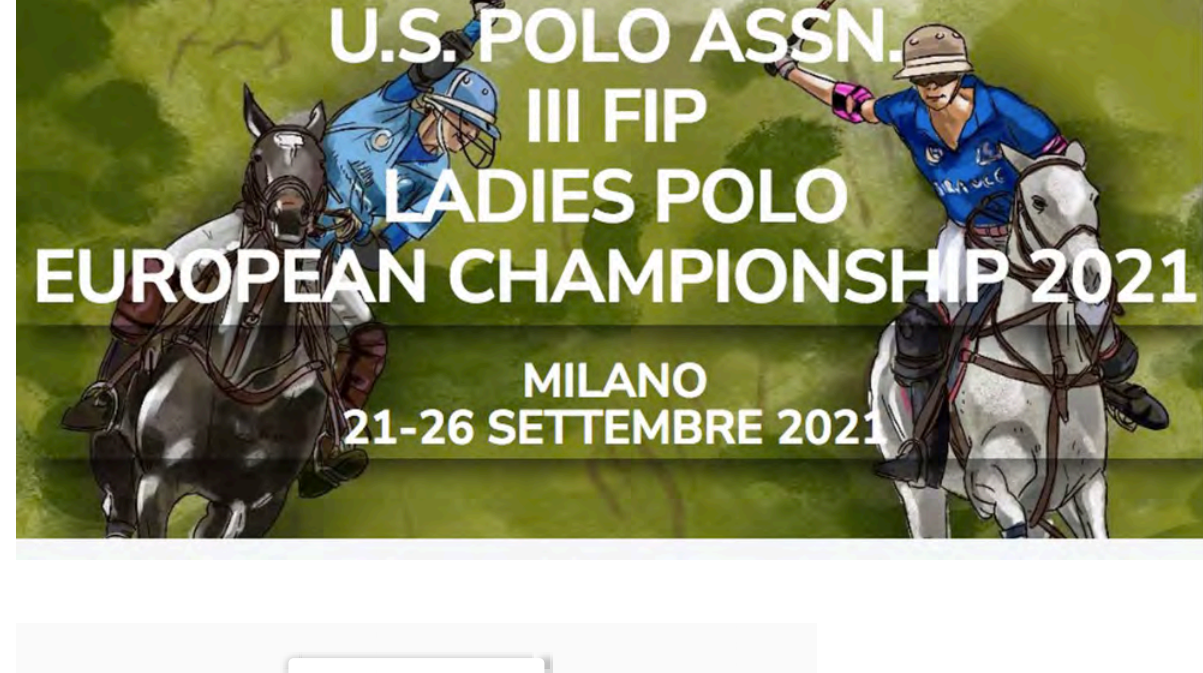 U.S. POLO ASSN.
III FIP
LADIES POLO
EUROPEAN CHAMPIONSHIP 2021
MILANO
21-26 SETTEMBRE 2021